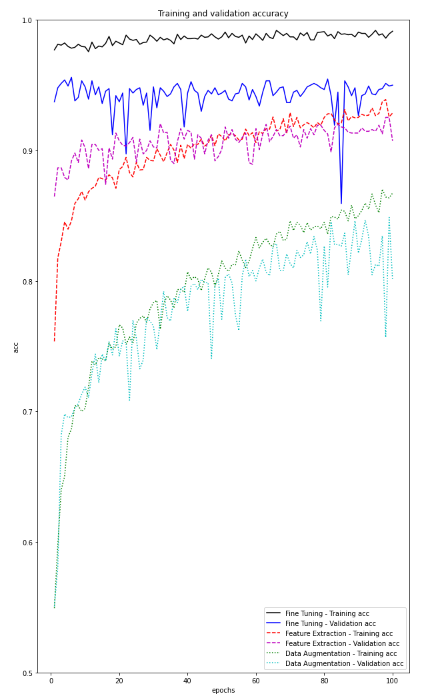 Training and validation accuracy
1.0
0.9
0.8
0.7
0.6
0.5
acc
0
20
40
60
80
100
epochs
Fine Tuning - Training acc
Fine Tuning - Validation acc
Feature Extraction - Training acc
Feature Extraction - Validation acc
Data Augmentation - Training acc
Data Augmentation - Validation acc